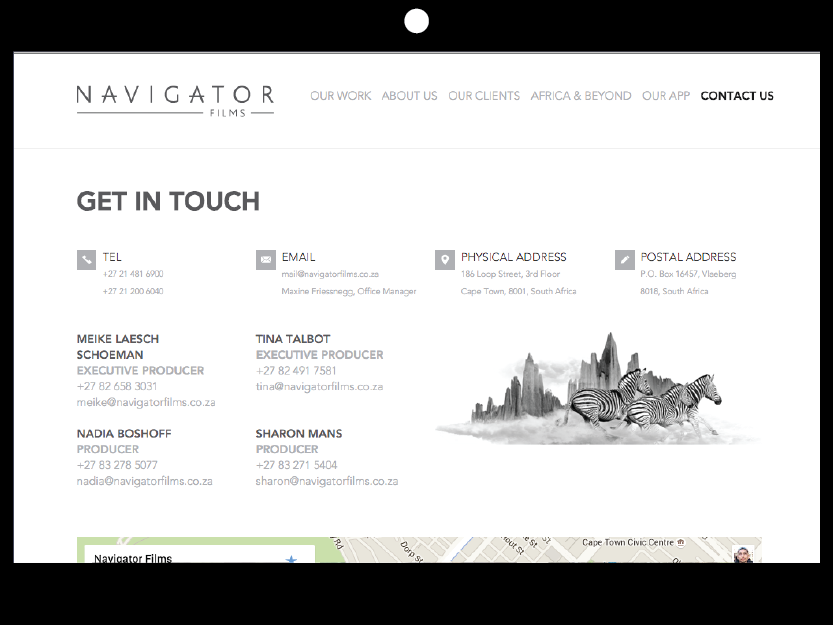 NAVIGATOR
FILMS
OUR WORK ABOUT US OUR CLIENTS AFRICA & BEYOND OUR APP CONTACT US
GET IN TOUCH
TEL
+27 21 481 6900
+27 21 200 6040
EMAIL
mail@navigatorfilms.co.za
Maxine Friessnegg, Office Manager
PHYSICAL ADDRESS
186 Loop Street, 3rd Floor
Cape Town, 8001, South Africa
POSTAL ADDRESS
P.O. Box 16457, Vlaeberg
8018, South Africa
MEIKE LAESCH
SCHOEMAN
EXECUTIVE PRODUCER
+27 82 658 3031
meike@navigatorfilms.co.za
TINA TALBOT
EXECUTIVE PRODUCER
+27 82 491 7581
tina@navigatorfilms.co.za
NADIA BOSHOFF
PRODUCER
+27 83 278 5077
nadia@navigatorfilms.co.za
SHARON MANS
PRODUCER
+27 83 271 5404
sharon@navigatorfilms.co.za
Navigator Films
Rd
Cape Town Civic Centre